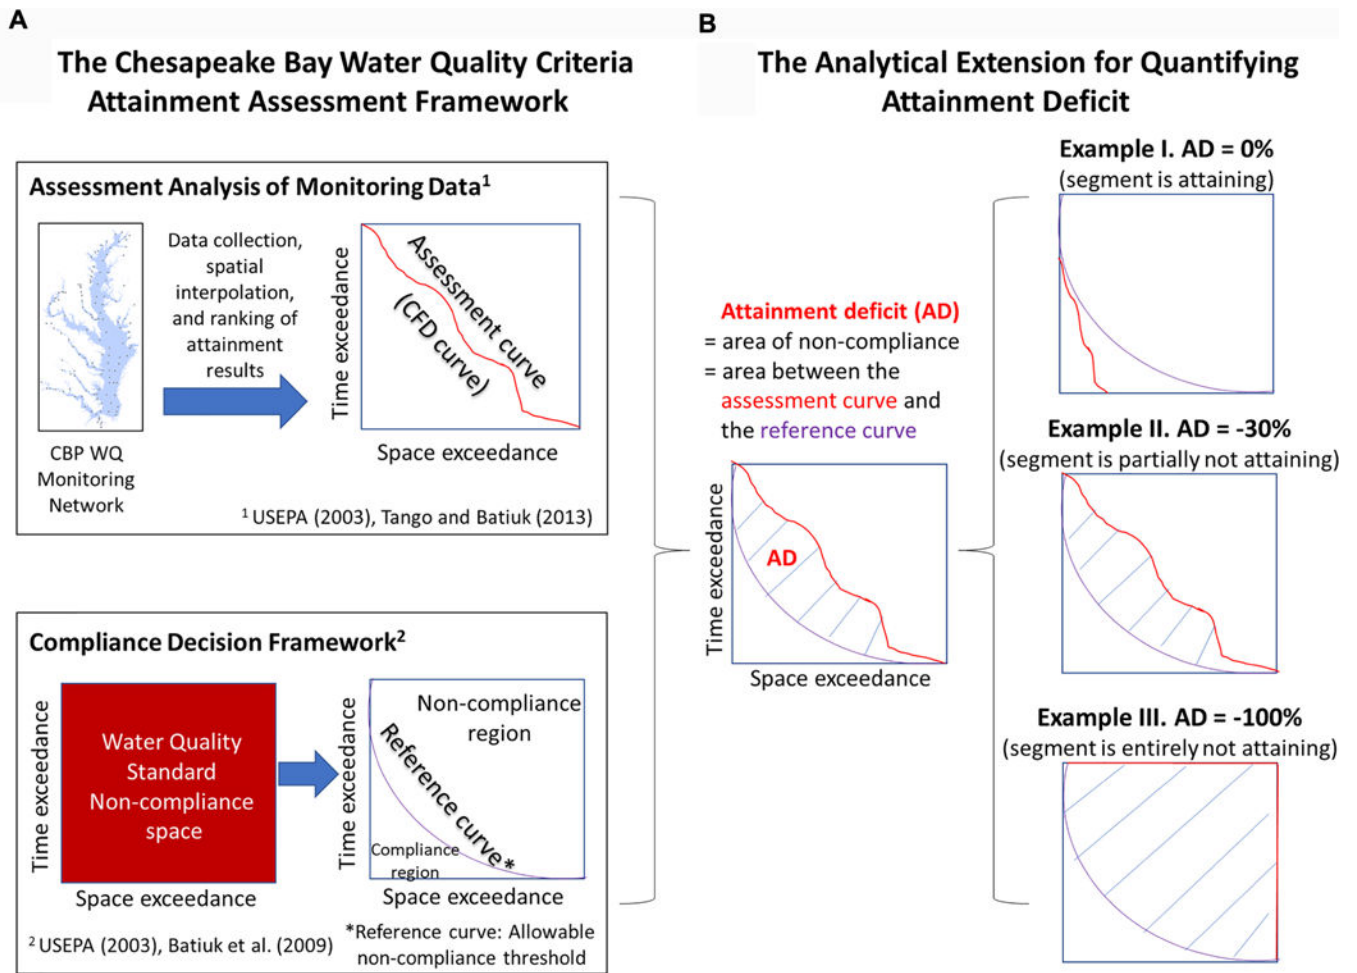 A
The Chesapeake Bay Water Quality Criteria
Attainment Assessment Framework
Assessment Analysis of Monitoring Data1
Data collection,
spatial
interpolation,
and ranking of
attainment
results
CBP WQ
Monitoring
Network
Time exceedance
Assessment curve
(CFD curve)
Space exceedance
1 USEPA (2003), Tango and Batiuk (2013)
Compliance Decision Framework2
Time exceedance
Water Quality
Standard
Non-compliance
space
Space exceedance
Time exceedance
Non-compliance
region
Reference curve*
Compliance
region
Space exceedance
2 USEPA (2003), Batiuk et al. (2009)
*Reference curve: Allowable
non-compliance threshold
B
The Analytical Extension for Quantifying
Attainment Deficit
Attainment deficit (AD)
= area of non-compliance
= area between the
assessment curve and
the reference curve
Time exceedance
AD
Space exceedance
Example I. AD = 0%
(segment is attaining)
Example II. AD = -30%
(segment is partially not attaining)
Example III. AD = -100%
(segment is entirely not attaining)